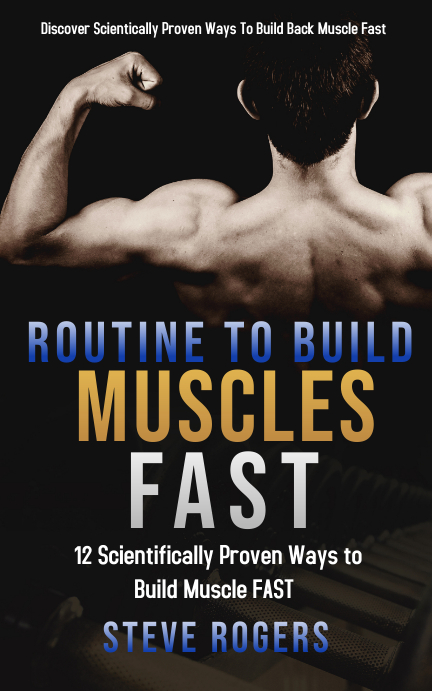 Discover Scientically Proven Ways To Build Back Muscle Fast
ROUTINE TO BUILD
MUSCLES
FAST
12 Scientifically Proven Ways to
Build Muscle FAST
STEVE ROGERS